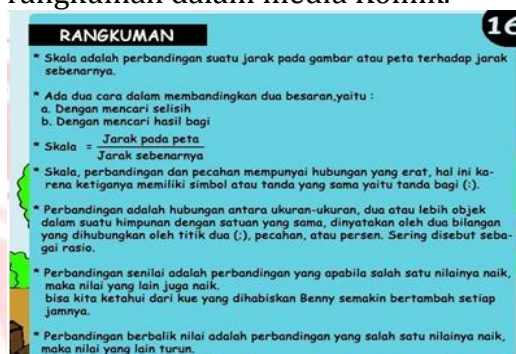 rangkuman dalam media Komik.
16
RANGKUMAN
* Skala adalah perbandingan suatu jarak pada gambar atau peta terhadap jarak
sebenarnya.
* Ada dua cara dalam membandingkan dua besaran,yaitu :
a. Dengan mencari selisih
b. Dengan mencari hasil bagi
* Skala = Jarak pada peta
Jarak sebenarnya
* Skala, perbandingan dan pecahan mempunyai hubungan yang erat, hal ini ka-
rena ketiganya memiliki simbol atau tanda yang sama yaitu tanda bagi (:).
* Perbandingan adalah hubungan antara ukuran-ukuran, dua atau lebih objek
dalam suatu himpunan dengan satuan yang sama, dinyatakan oleh dua bilangan
yang dihubungkan oleh titik dua (;), pecahan, atau persen. Sering disebut seba-
gai rasio.
* Perbandingan senilai adalah perbandingan yang apabila salah satu nilainya naik,
maka nilai yang lain juga naik.
bisa kita ketahui dari kue yang dihabiskan Benny semakin bertambah setiap
jamnya.
* Perbandingan berbalik nilai adalah perbandingan yang salah satu nilainya naik,
maka nilai yang lain turun.